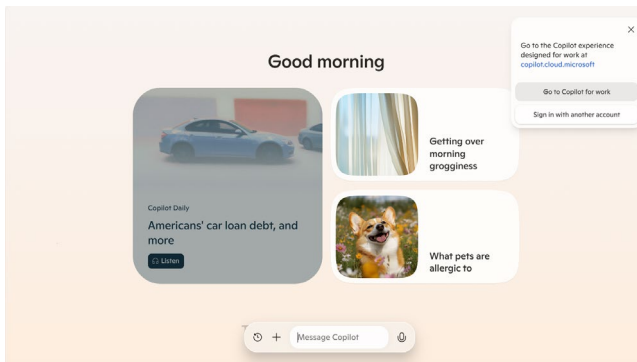 Good morning
Go to the Copilot experience
designed for work at
copilot.cloud.microsoft
Go to Copilot for work
Sign in with another account
Copilot Daily
Americans' car loan debt, and
more
Listen
Getting over
morning
grogginess
What pets are
allergic to
Message Copilot